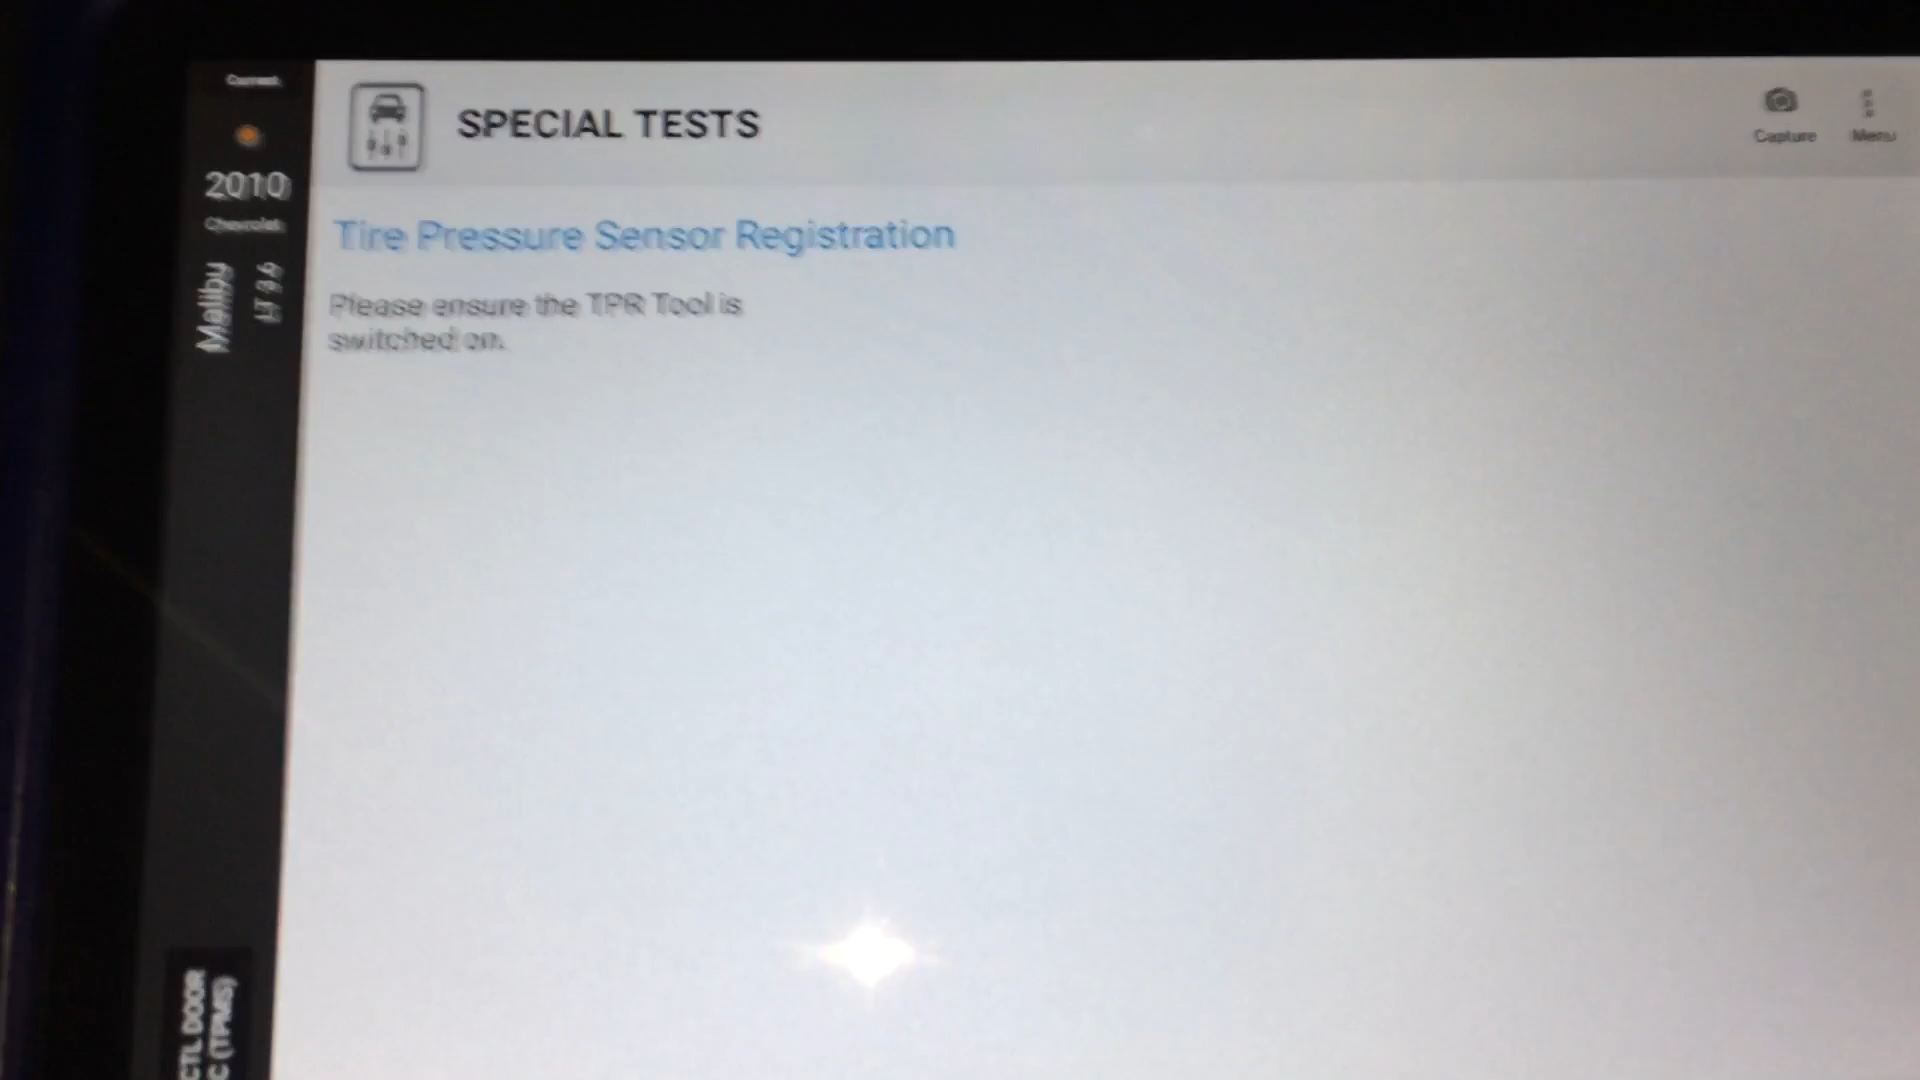 Current
2010
Chevrolet
Malibu
LT 3.6
SPECIAL TESTS
Capture
Menu
Tire Pressure Sensor Registration
Please ensure the TPR Tool is
switched on.
CTL DOOR
C (TPMS)